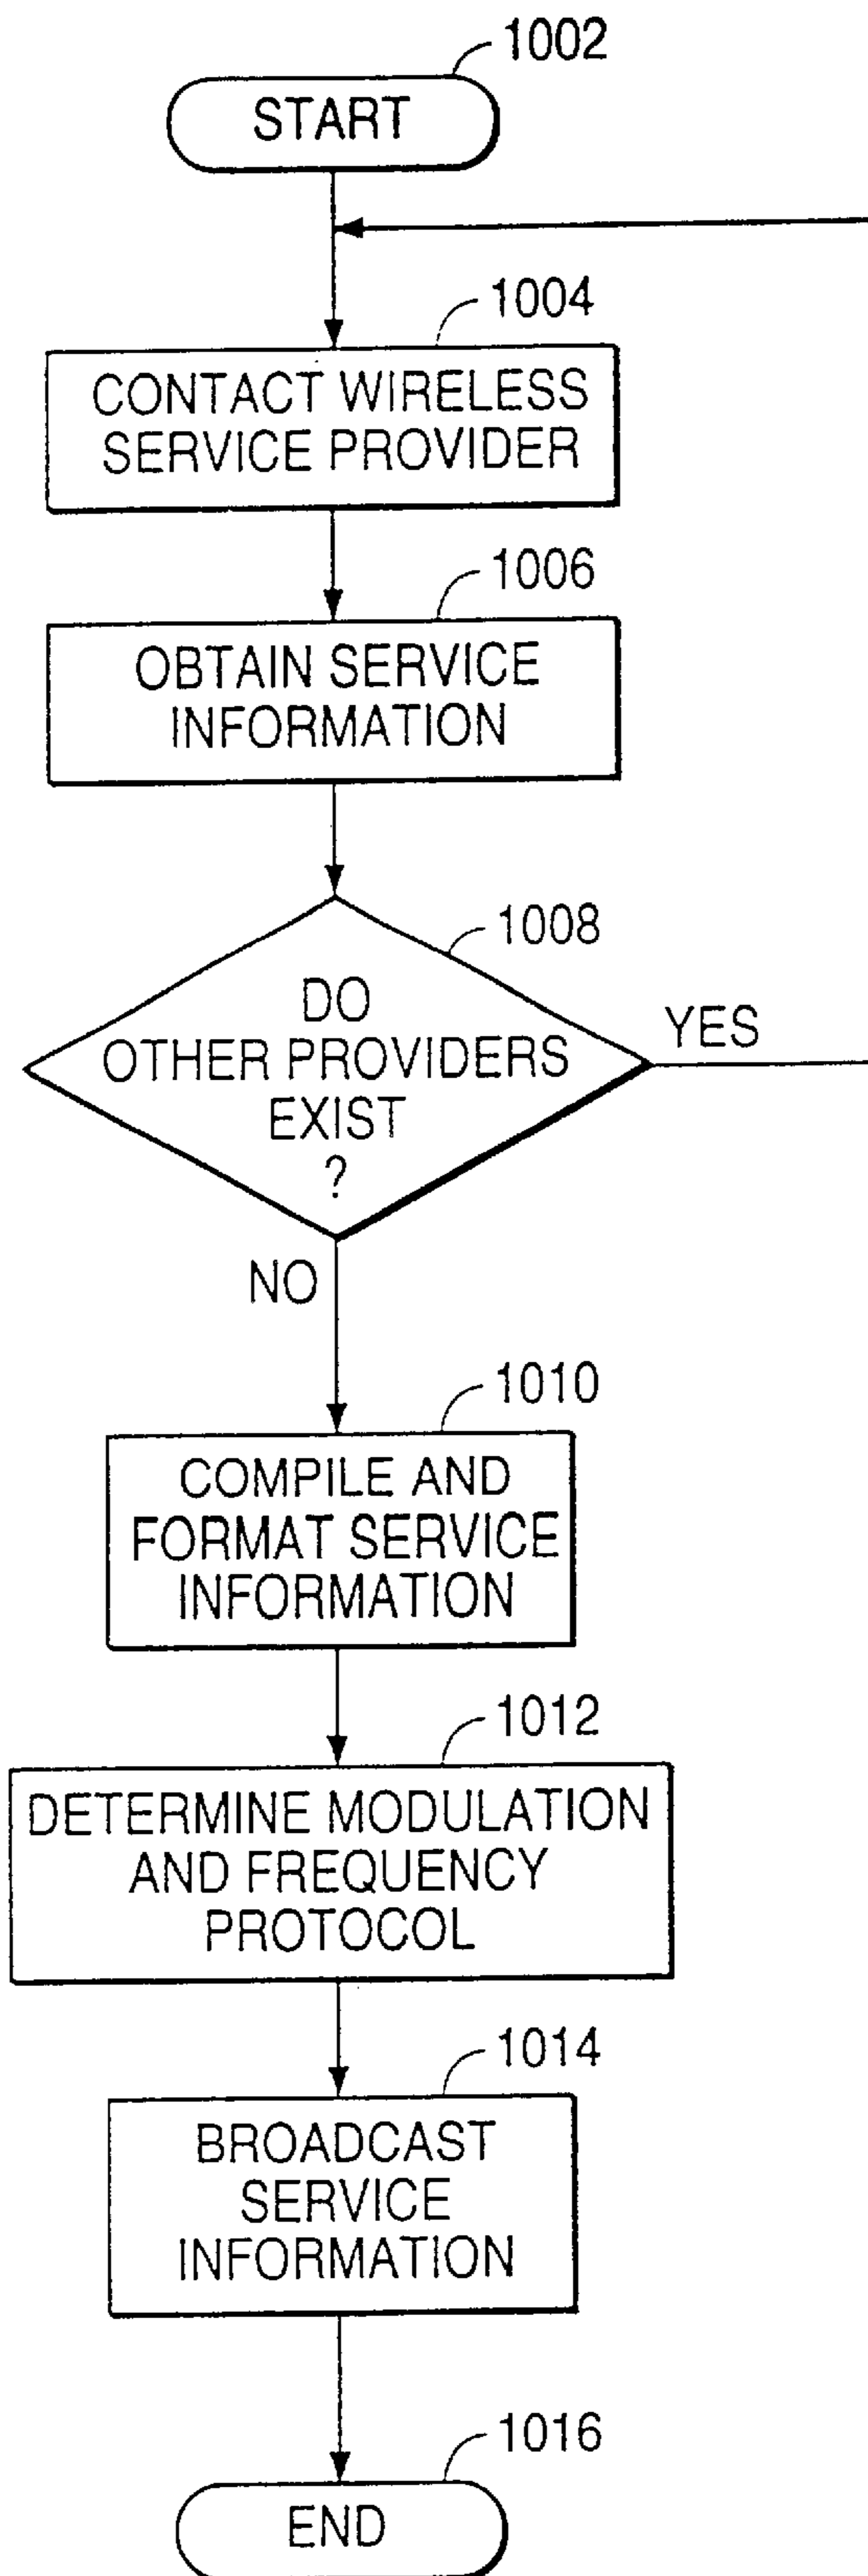 1002
START
1004
CONTACT WIRELESS
SERVICE PROVIDER
1006
OBTAIN SERVICE
INFORMATION
1008
DO
OTHER PROVIDERS
EXIST
?
YES
NO
1010
COMPILE AND
FORMAT SERVICE
INFORMATION
1012
DETERMINE MODULATION
AND FREQUENCY
PROTOCOL
1014
BROADCAST
SERVICE
INFORMATION
1016
END